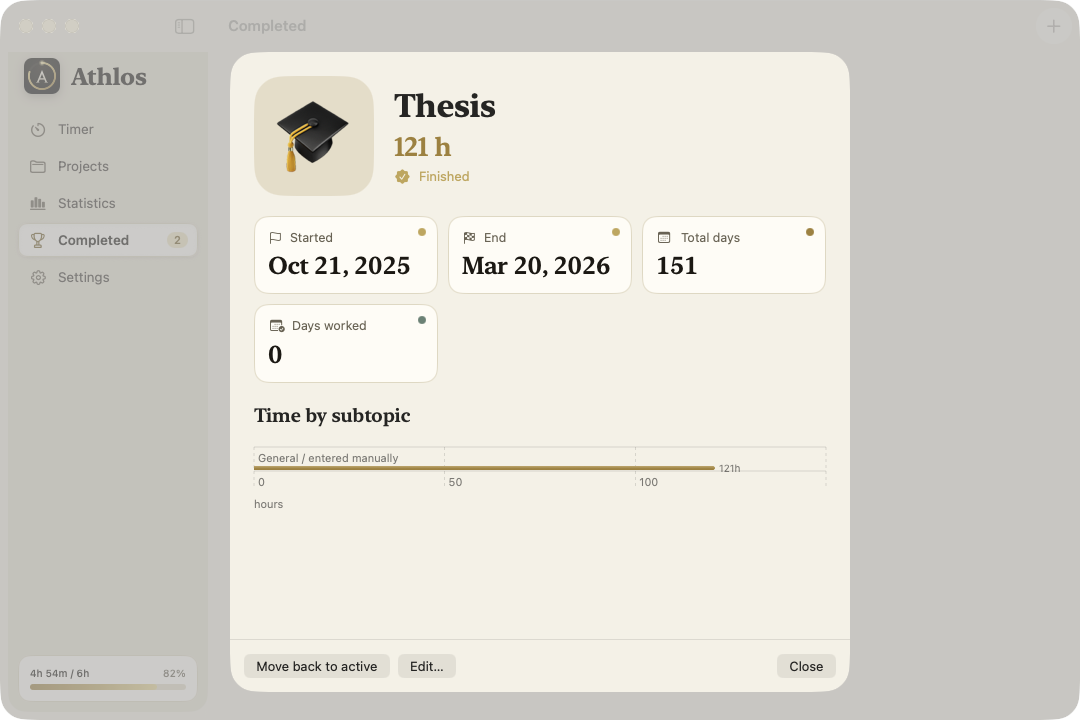 Completed
Athlos
Timer
Projects
Statistics
Completed 2
Settings
4h 54m / 6h 82%
Thesis
121 h
Finished
Started
Oct 21, 2025
End
Mar 20, 2026
Total days
151
Days worked
0
Time by subtopic
General / entered manually
121h
0 50 100
hours
Move back to active Edit... Close